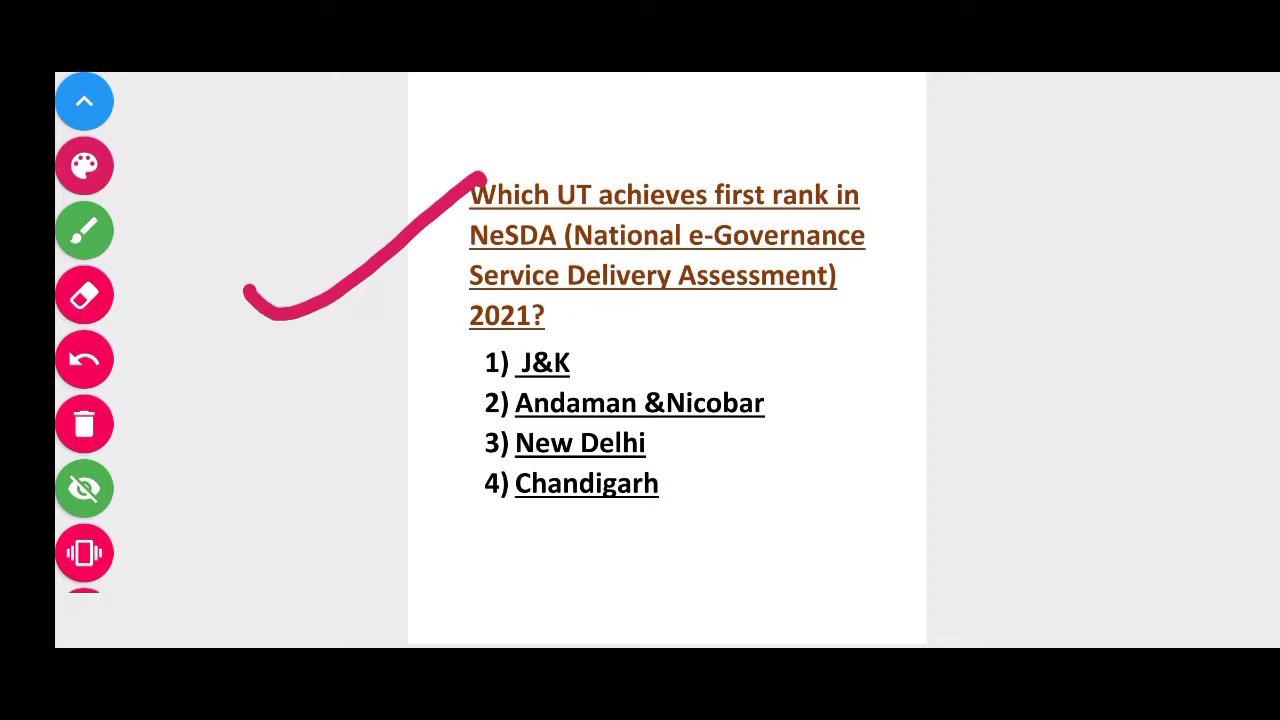 Which UT achieves first rank in
NeSDA (National e-Governance
Service Delivery Assessment)
2021?
1) J&K
2) Andaman &Nicobar
3) New Delhi
4) Chandigarh